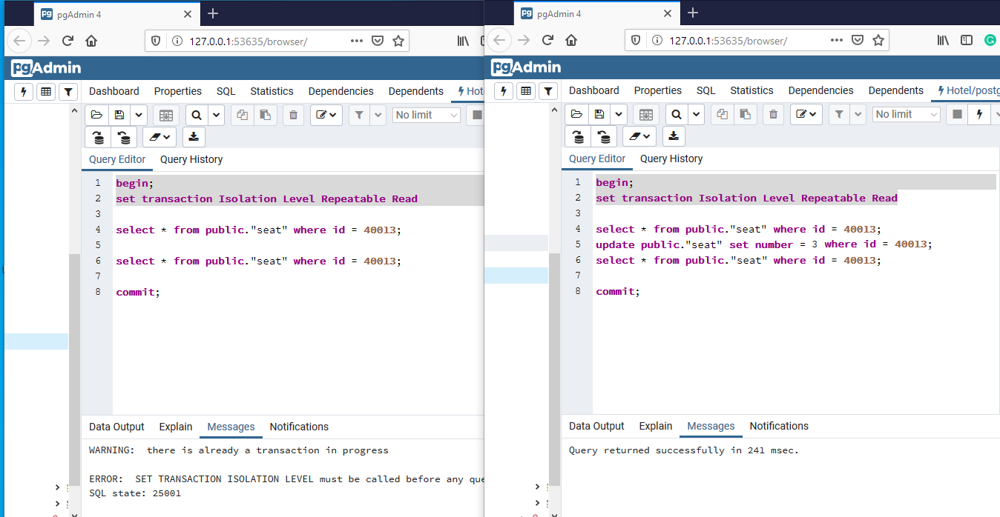 pgAdmin 4
127.0.0.1:53635/browser/
pgAdmin
Dashboard Properties SQL Statistics Dependencies Dependents Hot
No limit
Query Editor Query History
1 begin;
2 set transaction Isolation Level Repeatable Read
3
4 select * from public."seat" where id = 40013;
5
6 select * from public."seat" where id = 40013;
7
8 commit;
Data Output Explain Messages Notifications
WARNING: there is already a transaction in progress
ERROR: SET TRANSACTION ISOLATION LEVEL must be called before any que
SQL state: 25001
pgAdmin 4
127.0.0.1:53635/browser/
pgAdmin
Dashboard Properties SQL Statistics Dependencies Dependents Hotel/postg
No limit
Query Editor Query History
1 begin;
2 set transaction Isolation Level Repeatable Read
3
4 select * from public."seat" where id = 40013;
5 update public."seat" set number = 3 where id = 40013;
6 select * from public."seat" where id = 40013;
7
8 commit;
Data Output Explain Messages Notifications
Query returned successfully in 241 msec.